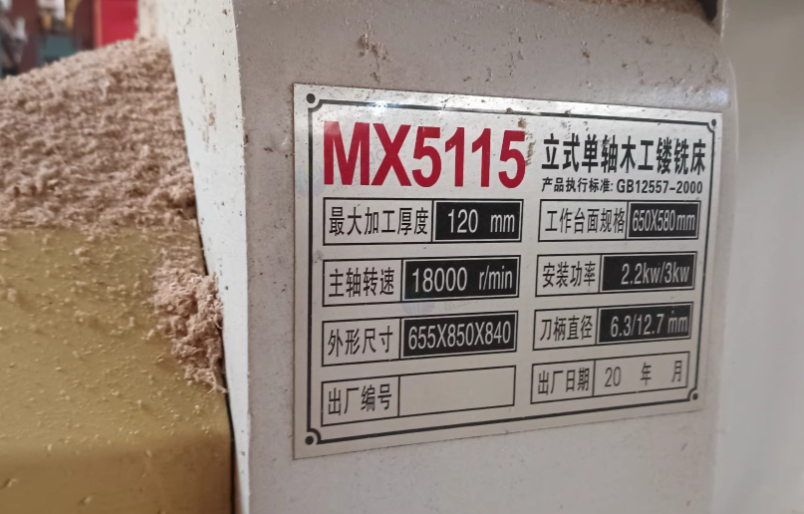 MX5115 立式单轴木工镂铣床
产品执行标准: GB12557-2000
最大加工厚度 120 mm 工作台面规格 650X580mm
主轴转速 18000 r/min 安装功率 2.2kw/3kw
外形尺寸 655X850X840 刀柄直径 6.3/12.7 mm
出厂编号 出厂日期 20 年 月